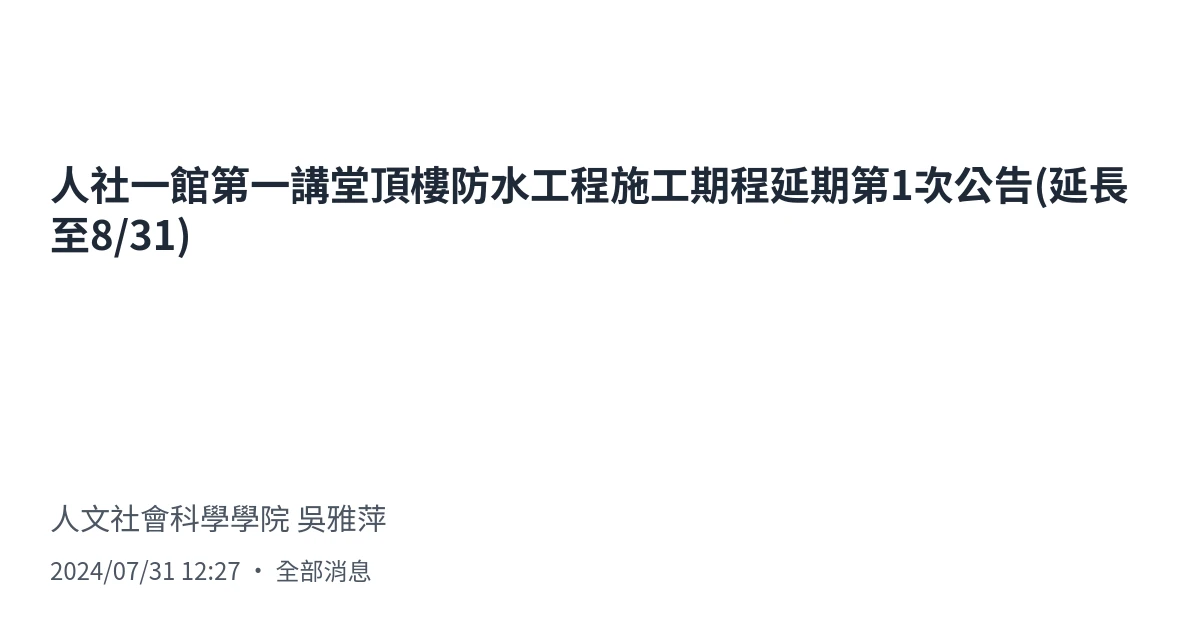 人社一館第一講堂頂樓防水工程施工期程延期第1次公告(延長
至8/31)
人文社會科學學院 吳雅萍
2024/07/31 12:27 • 全部消息